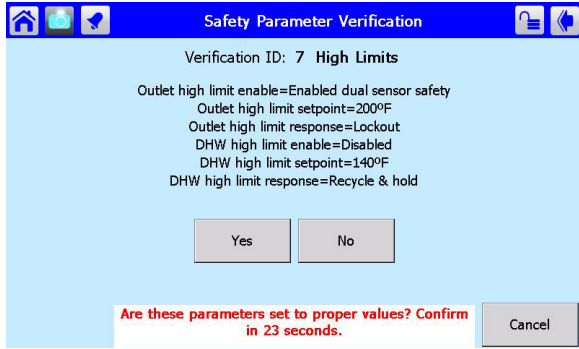 Safety Parameter Verification
Verification ID: 7 High Limits
Outlet high limit enable=Enabled dual sensor safety
Outlet high limit setpoint=200ºF
Outlet high limit response=Lockout
DHW high limit enable=Disabled
DHW high limit setpoint=140ºF
DHW high limit response=Recycle & hold
Yes No
Are these parameters set to proper values? Confirm
in 23 seconds.
Cancel